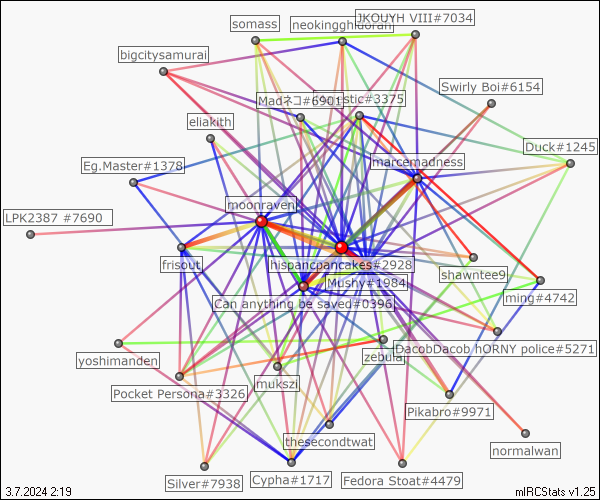 somass
neokingghidorah
JKOUYH VIII#7034
bigcitysamurai
Swirly Boi#6154
Madネコ#6901
stic#3375
eliakith
Duck#1245
Eg.Master#1378
marcemadness
moonraven
LPK2387 #7690
frisout
hispancpancakes#2928
shawntee9
Mushy#1984
Can anything be saved#0396
ming#4742
yoshimanden
zebula
DacobDacob hORNY police#5271
mukszi
Pocket Persona#3326
Pikabro#9971
thesecondtwat
normalwan
Silver#7938
Cypha#1717
Fedora Stoat#4479
3.7.2024 2:19
mIRCStats v1.25